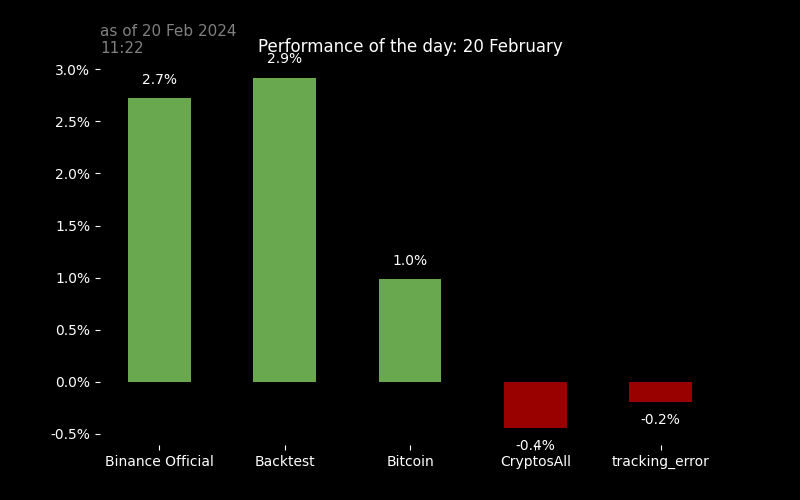 as of 20 Feb 2024
11:22
Performance of the day: 20 February
3.0%
2.5%
2.0%
1.5%
1.0%
0.5%
0.0%
-0.5%
2.7%
2.9%
1.0%
-0.4%
-0.2%
Binance Official
Backtest
Bitcoin
CryptosAll
tracking_error